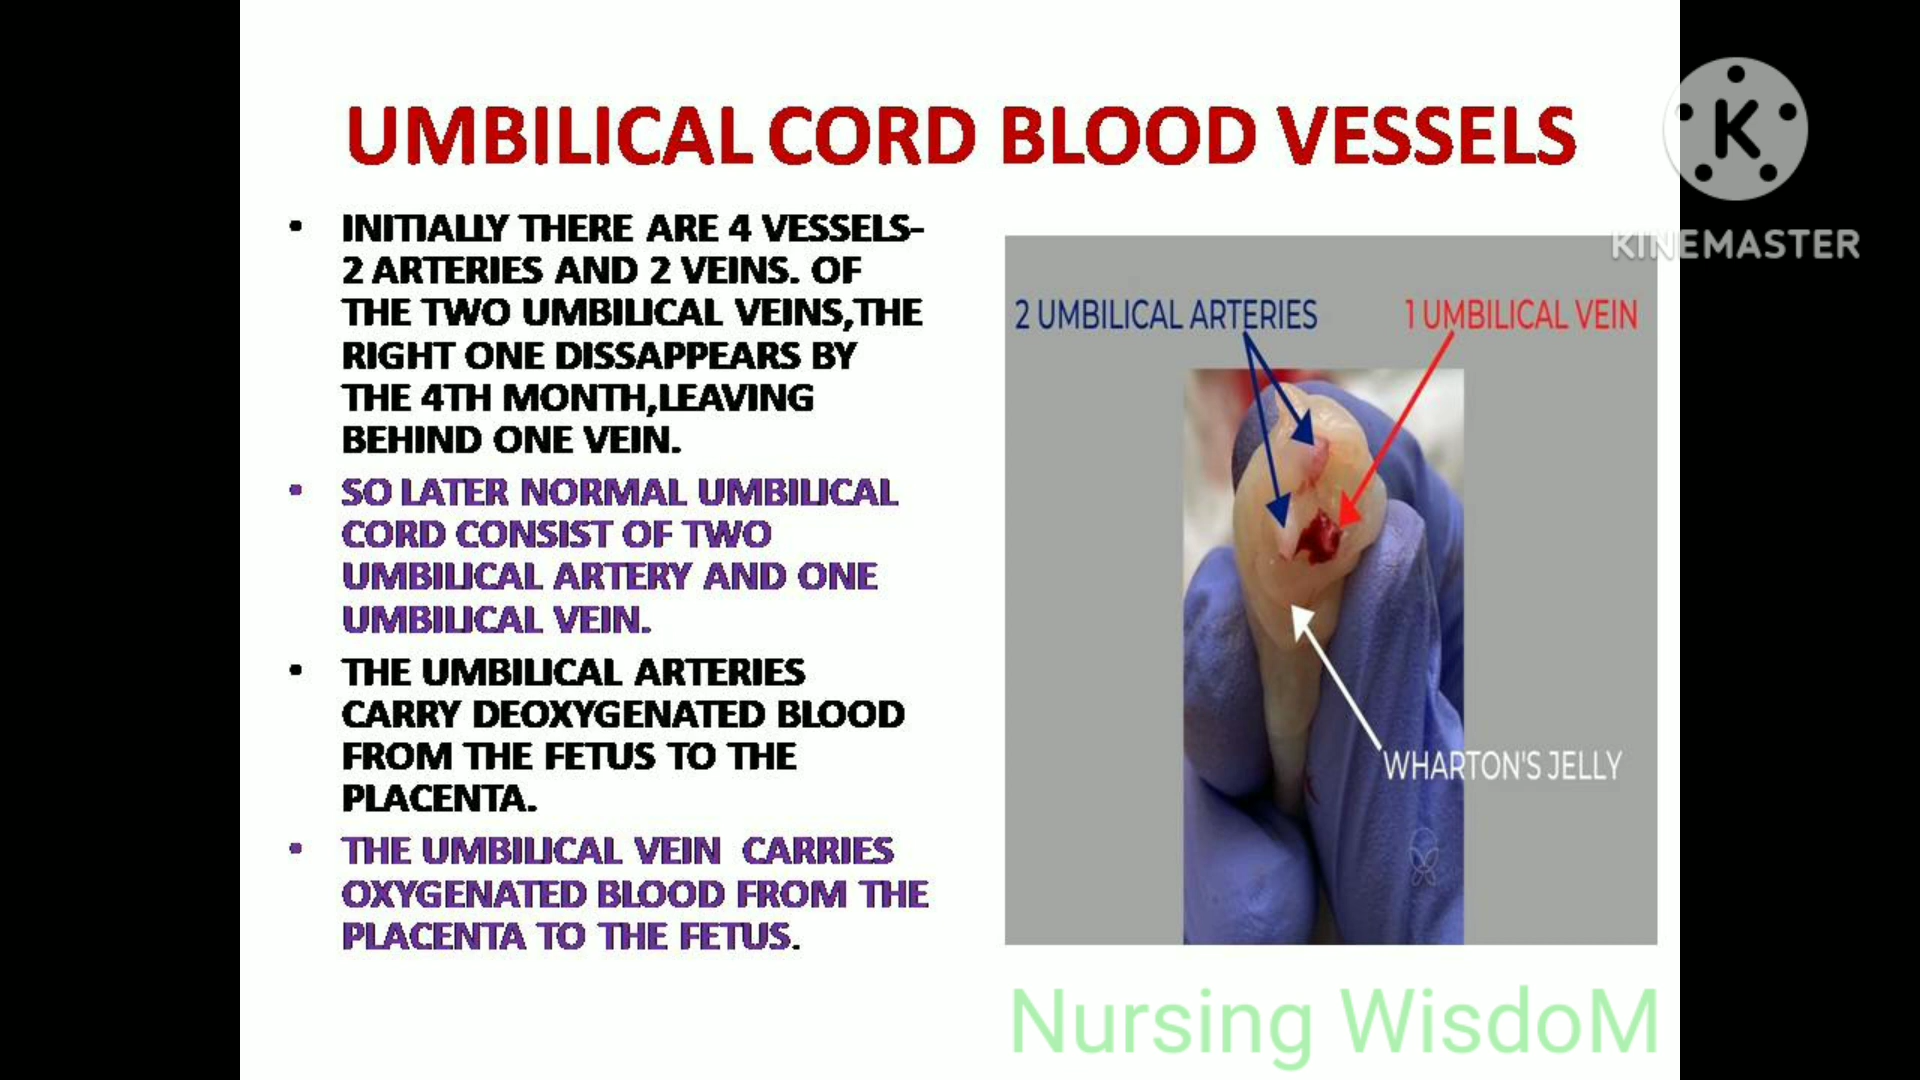 UMBILICAL CORD BLOOD VESSELS
K
KINEMASTER
• INITIALLY THERE ARE 4 VESSELS-
2 ARTERIES AND 2 VEINS. OF
THE TWO UMBILICAL VEINS,THE
RIGHT ONE DISSAPPEARS BY
THE 4TH MONTH,LEAVING
BEHIND ONE VEIN.
• SO LATER NORMAL UMBILICAL
CORD CONSIST OF TWO
UMBILICAL ARTERY AND ONE
UMBILICAL VEIN.
• THE UMBILICAL ARTERIES
CARRY DEOXYGENATED BLOOD
FROM THE FETUS TO THE
PLACENTA.
• THE UMBILICAL VEIN  CARRIES
OXYGENATED BLOOD FROM THE
PLACENTA TO THE FETUS.
2 UMBILICAL ARTERIES
1 UMBILICAL VEIN
WHARTON'S JELLY
Nursing WisdoM